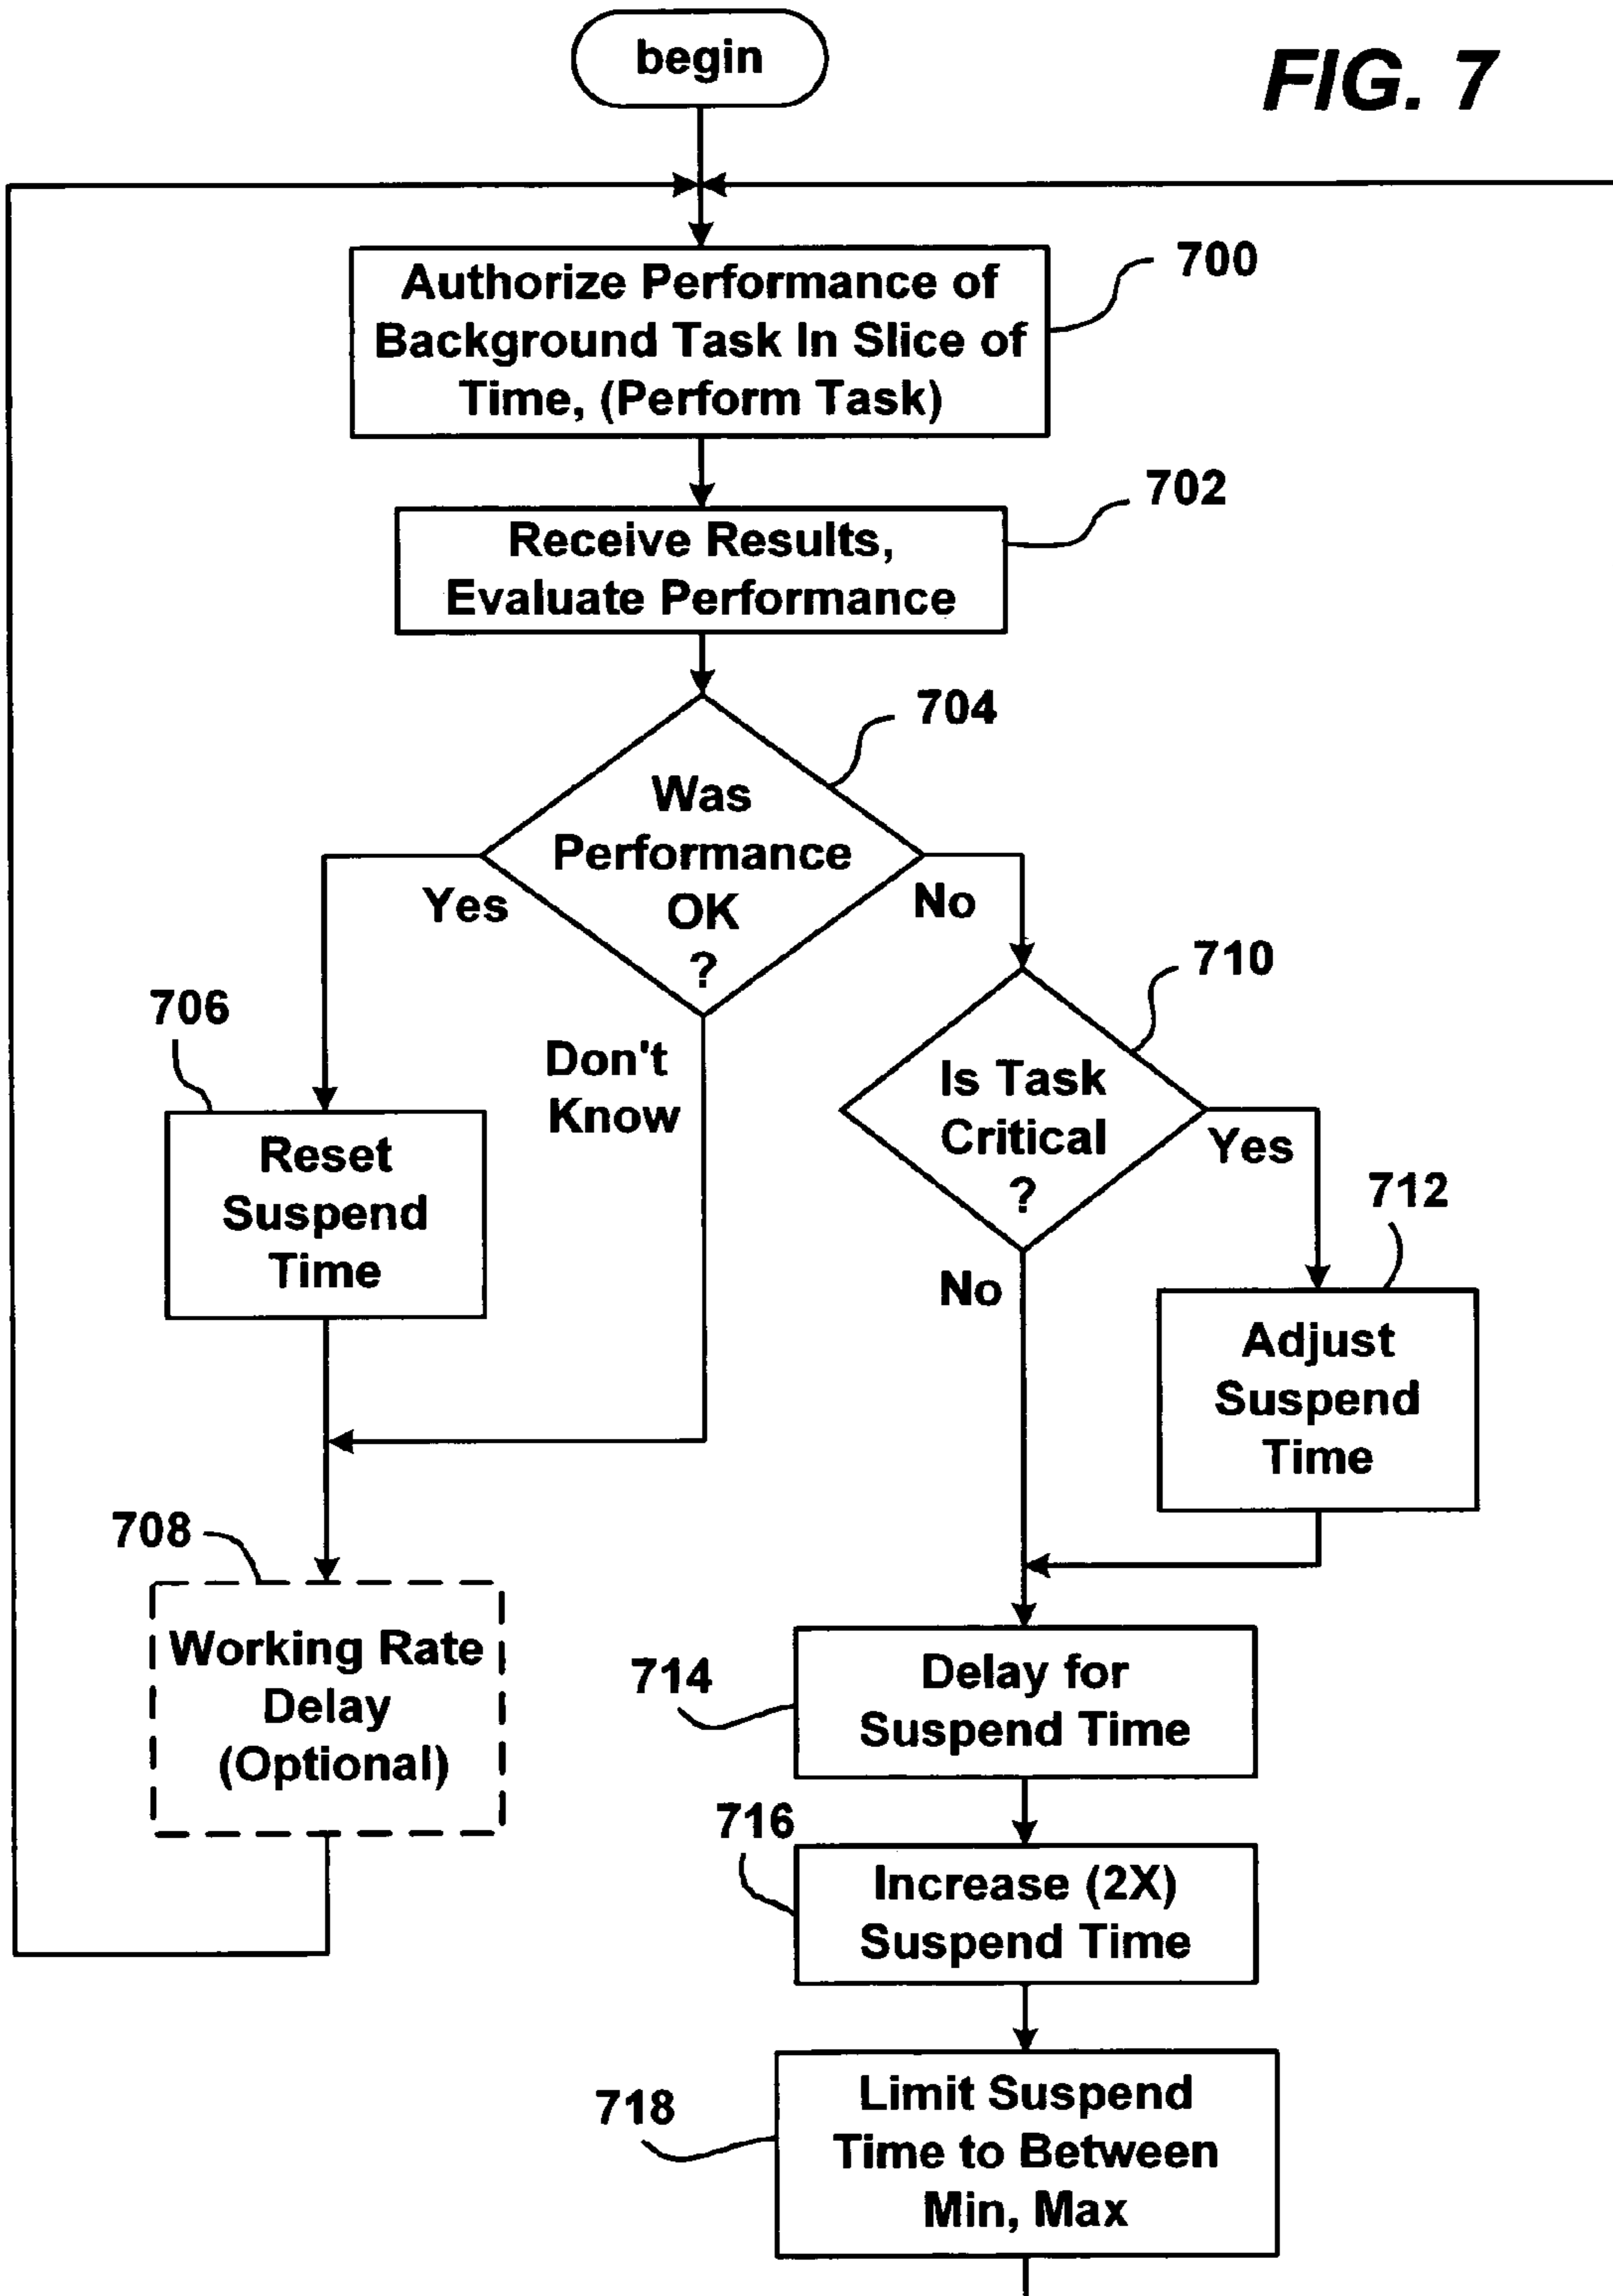 begin
FIG. 7
Authorize Performance of
Background Task In Slice of
Time, (Perform Task)
700
Receive Results,
Evaluate Performance
702
Was
Performance
OK
?
704
Yes
No
Don't
Know
706
Reset
Suspend
Time
710
Is Task
Critical
?
Yes
No
712
Adjust
Suspend
Time
708
Working Rate
Delay
(Optional)
714
Delay for
Suspend Time
716
Increase (2X)
Suspend Time
718
Limit Suspend
Time to Between
Min, Max